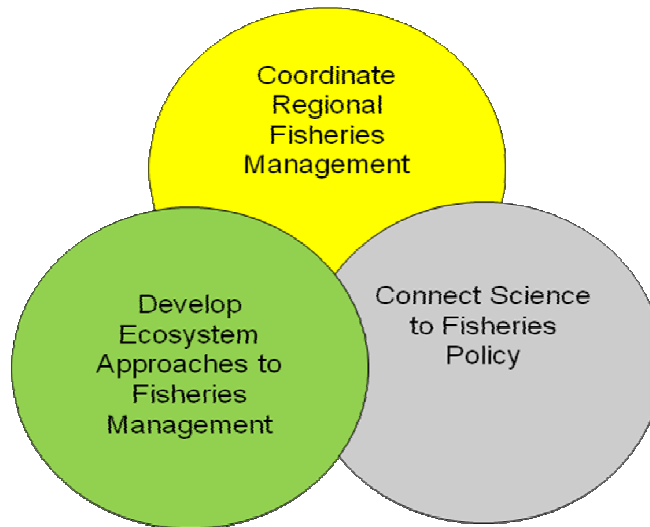 Coordinate
Regional
Fisheries
Management
Develop
Ecosystem
Approaches to
Fisheries
Management
Connect Science
to Fisheries
Policy